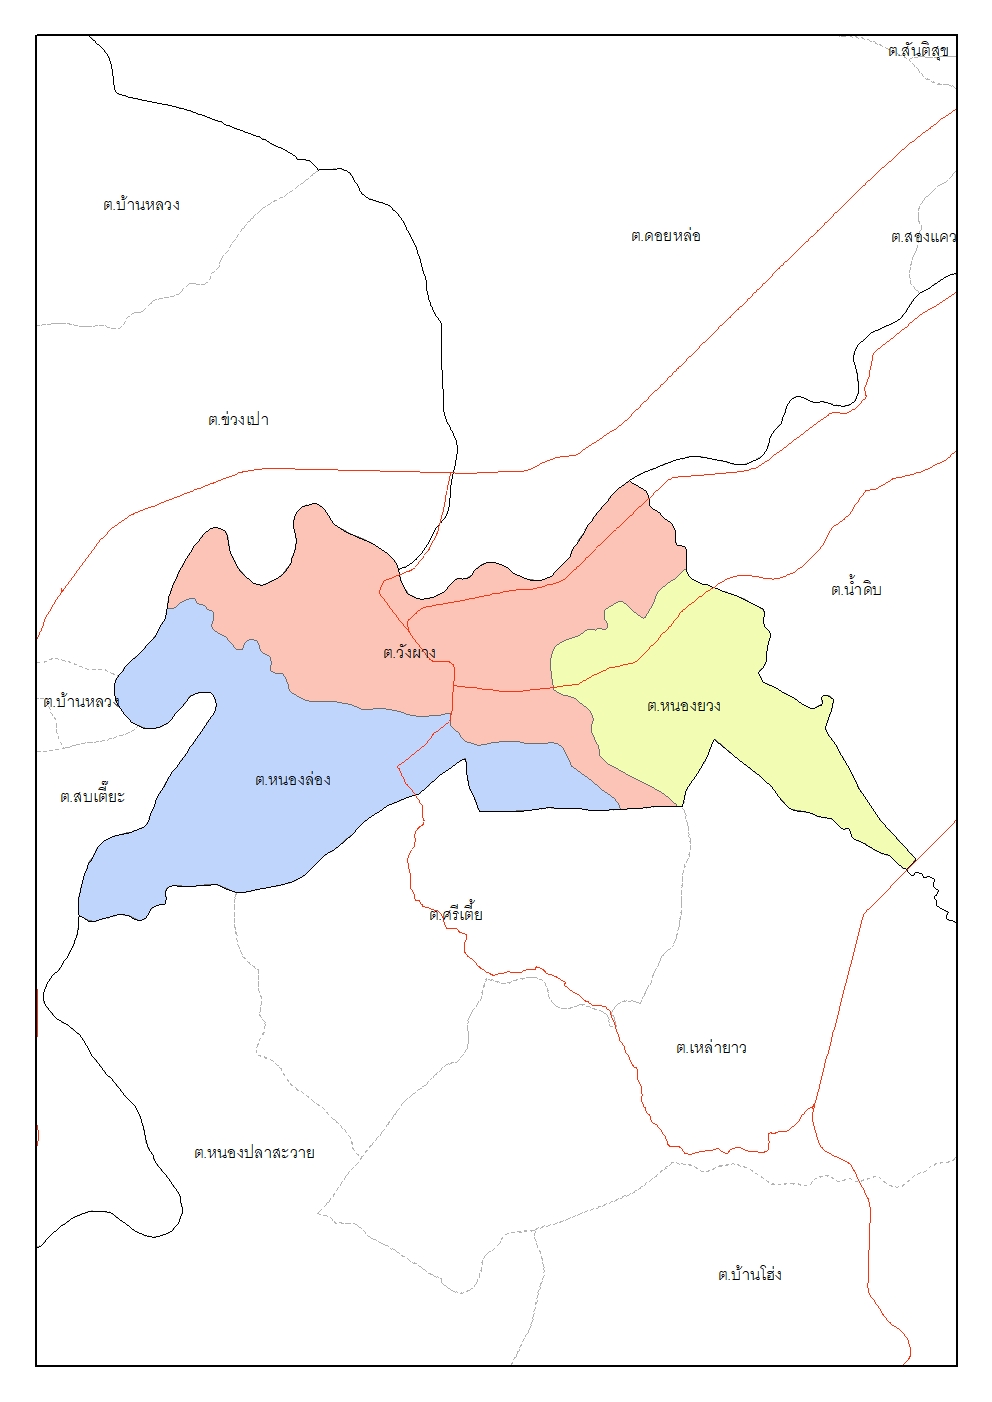 ต.สันติสุข
ต.บ้านหลวง
ต.ดอยหล่อ
ต.สองแคว
ต.ข่วงเปา
ต.น้ำดิบ
ต.วังผาง
ต.บ้านหลวง
ต.หนองยวง
ต.หนองล่อง
ต.สบเตี๊ยะ
ต.ศรีเตี้ย
ต.เหล่ายาว
ต.หนองปลาสะวาย
ต.บ้านโฮ่ง